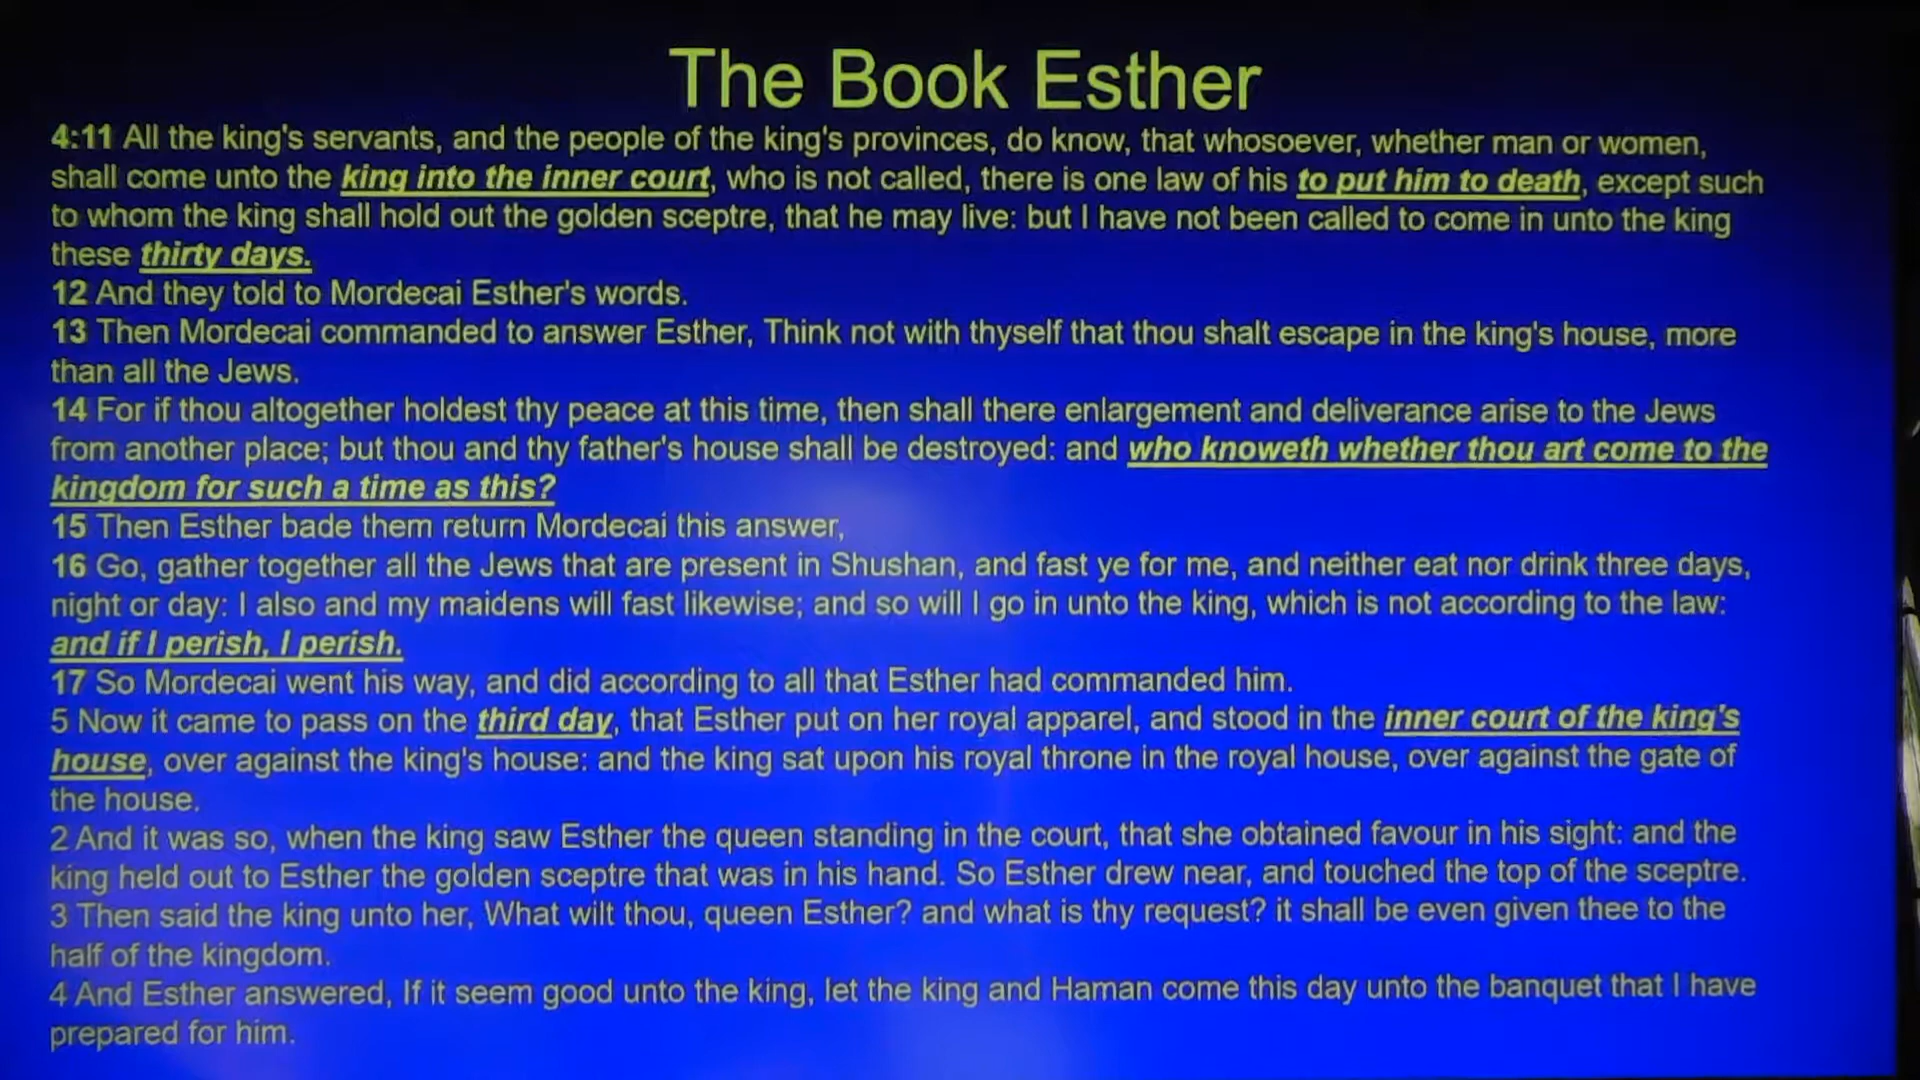 The Book Esther
4:11 All the king's servants, and the people of the king's provinces, do know, that whosoever, whether man or women,
shall come unto the king into the inner court, who is not called, there is one law of his to put him to death, except such
to whom the king shall hold out the golden sceptre, that he may live: but I have not been called to come in unto the king
these thirty days.
12 And they told to Mordecai Esther's words.
13 Then Mordecai commanded to answer Esther, Think not with thyself that thou shalt escape in the king's house, more
than all the Jews.
14 For if thou altogether holdest thy peace at this time, then shall there enlargement and deliverance arise to the Jews
from another place; but thou and thy father's house shall be destroyed: and who knoweth whether thou art come to the
kingdom for such a time as this?
15 Then Esther bade them return Mordecai this answer,
16 Go, gather together all the Jews that are present in Shushan, and fast ye for me, and neither eat nor drink three days,
night or day: I also and my maidens will fast likewise; and so will I go in unto the king, which is not according to the law:
and if I perish, I perish.
17 So Mordecai went his way, and did according to all that Esther had commanded him.
5 Now it came to pass on the third day, that Esther put on her royal apparel, and stood in the inner court of the king's
house, over against the king's house: and the king sat upon his royal throne in the royal house, over against the gate of
the house.
2 And it was so, when the king saw Esther the queen standing in the court, that she obtained favour in his sight: and the
king held out to Esther the golden sceptre that was in his hand. So Esther drew near, and touched the top of the sceptre.
3 Then said the king unto her, What wilt thou, queen Esther? and what is thy request? it shall be even given thee to the
half of the kingdom.
4 And Esther answered, If it seem good unto the king, let the king and Haman come this day unto the banquet that I have
prepared for him.